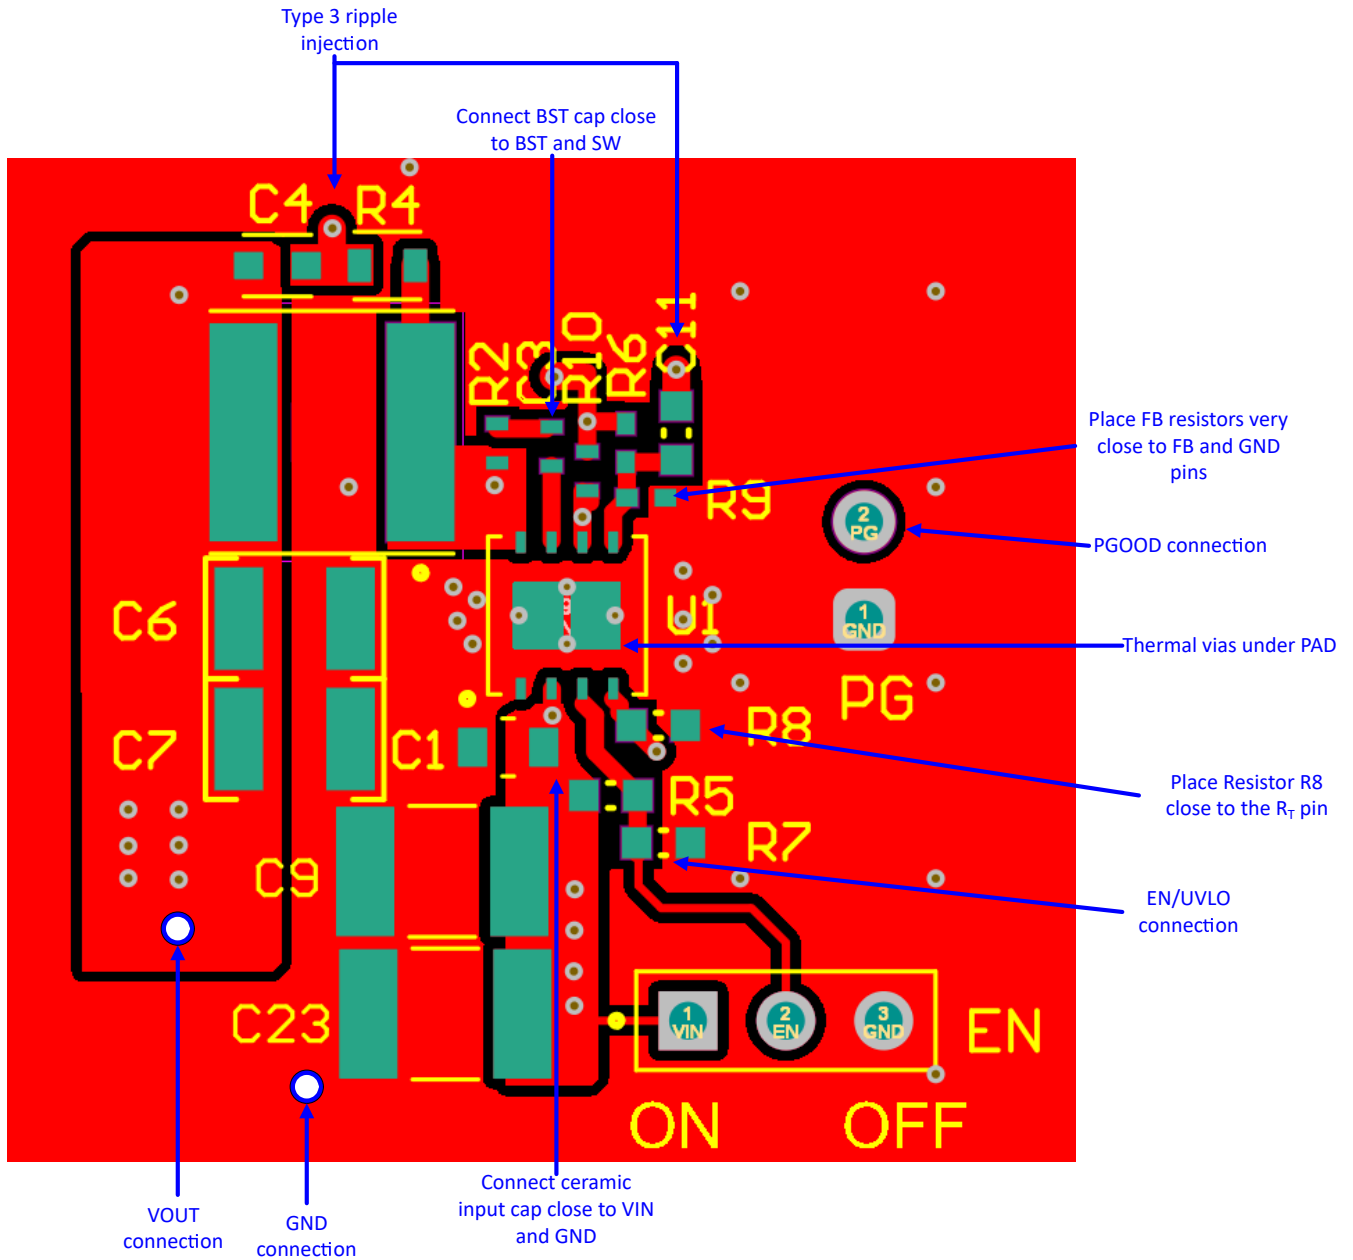 Type 3 ripple
injection
Connect BST cap close
to BST and SW
C4
R4
R2
C3
R10
R6
C11
Place FB resistors very
close to FB and GND
pins
R9
2
PG
PGOOD connection
1
GND
C6
U1
Thermal vias under PAD
PG
C7
C1
R8
Place Resistor R8
close to the RT pin
R5
R7
C9
EN/UVLO
connection
C23
1
VIN
2
EN
3
GND
EN
ON
OFF
Connect ceramic
input cap close to VIN
and GND
VOUT
connection
GND
connection